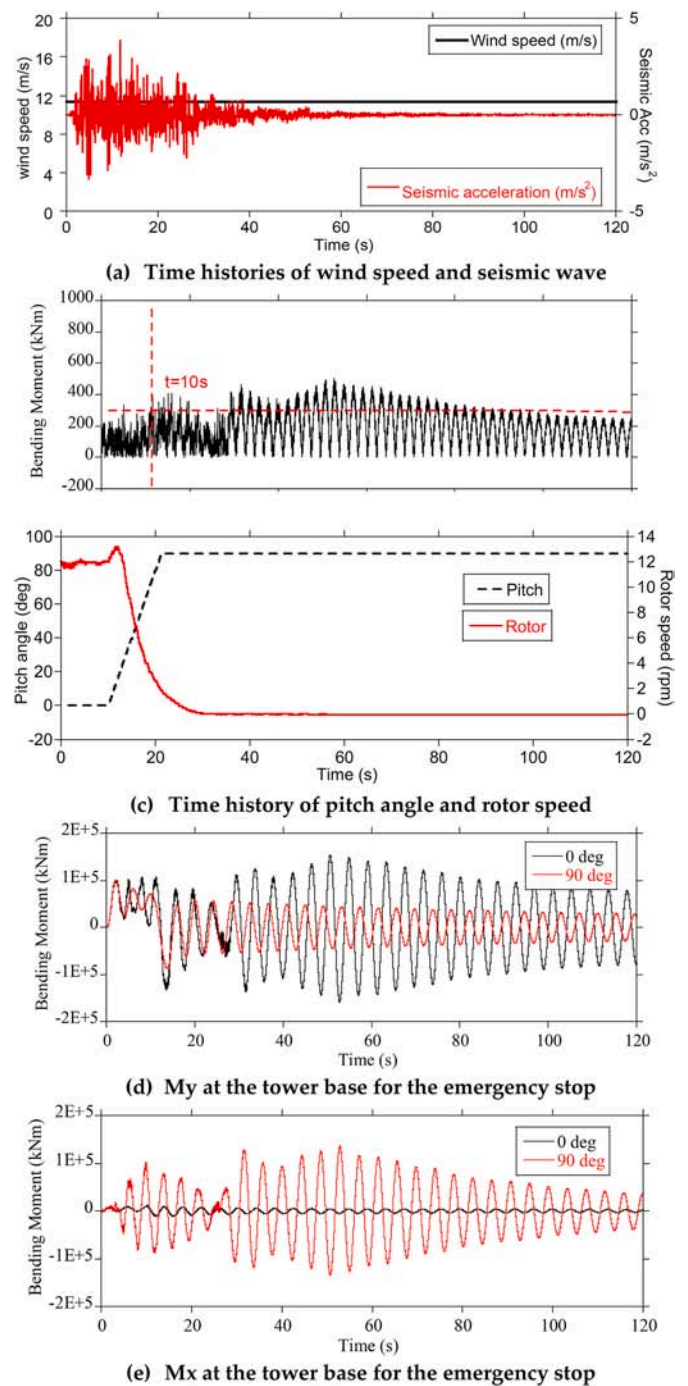 20
16
12
8
4
0
wind speed (m/s)
Wind speed (m/s)
Seismic acceleration (m/s²)
5
0
-5
Seismic Acc (m/s²)
0 20 40 60 80 100 120
Time (s)
(a) Time histories of wind speed and seismic wave
1000
800
600
400
200
0
-200
Bending Moment (kNm)
t=10s
100
80
60
40
20
0
-20
Pitch angle (deg)
Pitch
Rotor
14
12
10
8
6
4
2
0
-2
Rotor speed (rpm)
0 20 40 60 80 100 120
Time (s)
(c) Time history of pitch angle and rotor speed
2E+5
1E+5
0
-1E+5
-2E+5
Bending Moment (kNm)
0 deg
90 deg
0 20 40 60 80 100 120
Time (s)
(d) My at the tower base for the emergency stop
2E+5
1E+5
0
-1E+5
-2E+5
Bending Moment (kNm)
0 deg
90 deg
0 20 40 60 80 100 120
Time (s)
(e) Mx at the tower base for the emergency stop